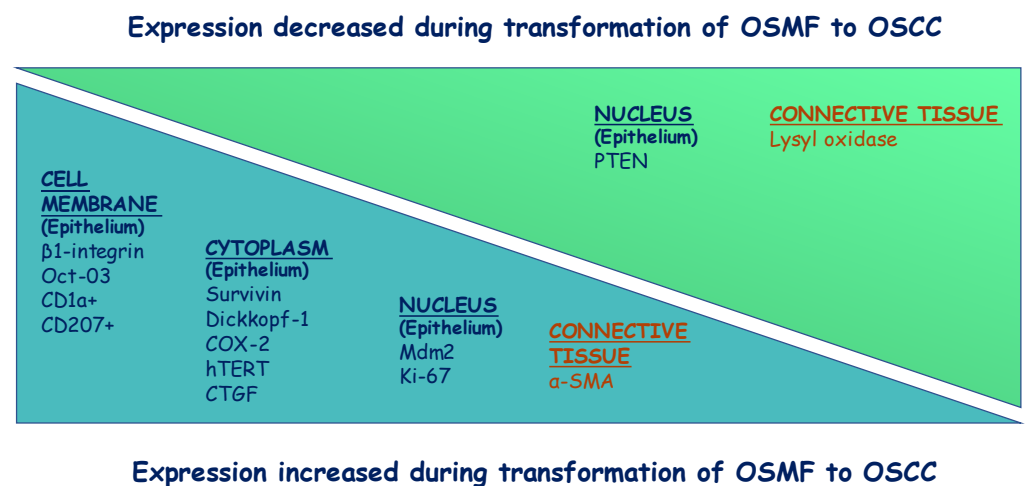 Expression decreased during transformation of OSMF to OSCC
NUCLEUS
(Epithelium)
PTEN
CONNECTIVE TISSUE
Lysyl oxidase
CELL
MEMBRANE
(Epithelium)
β1-integrin
Oct-03
CD1a+
CD207+
CYTOPLASM
(Epithelium)
Survivin
Dickkopf-1
COX-2
hTERT
CTGF
NUCLEUS
(Epithelium)
Mdm2
Ki-67
CONNECTIVE
TISSUE
α-SMA
Expression increased during transformation of OSMF to OSCC